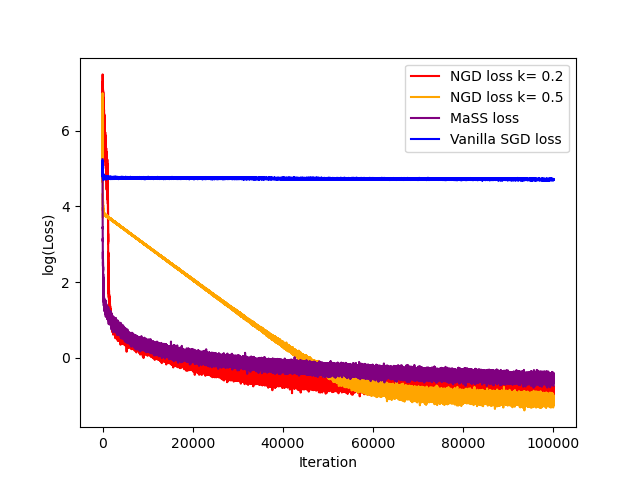 NGD loss k= 0.2
NGD loss k= 0.5
MaSS loss
Vanilla SGD loss
6
4
2
0
log(Loss)
0 20000 40000 60000 80000 100000
Iteration